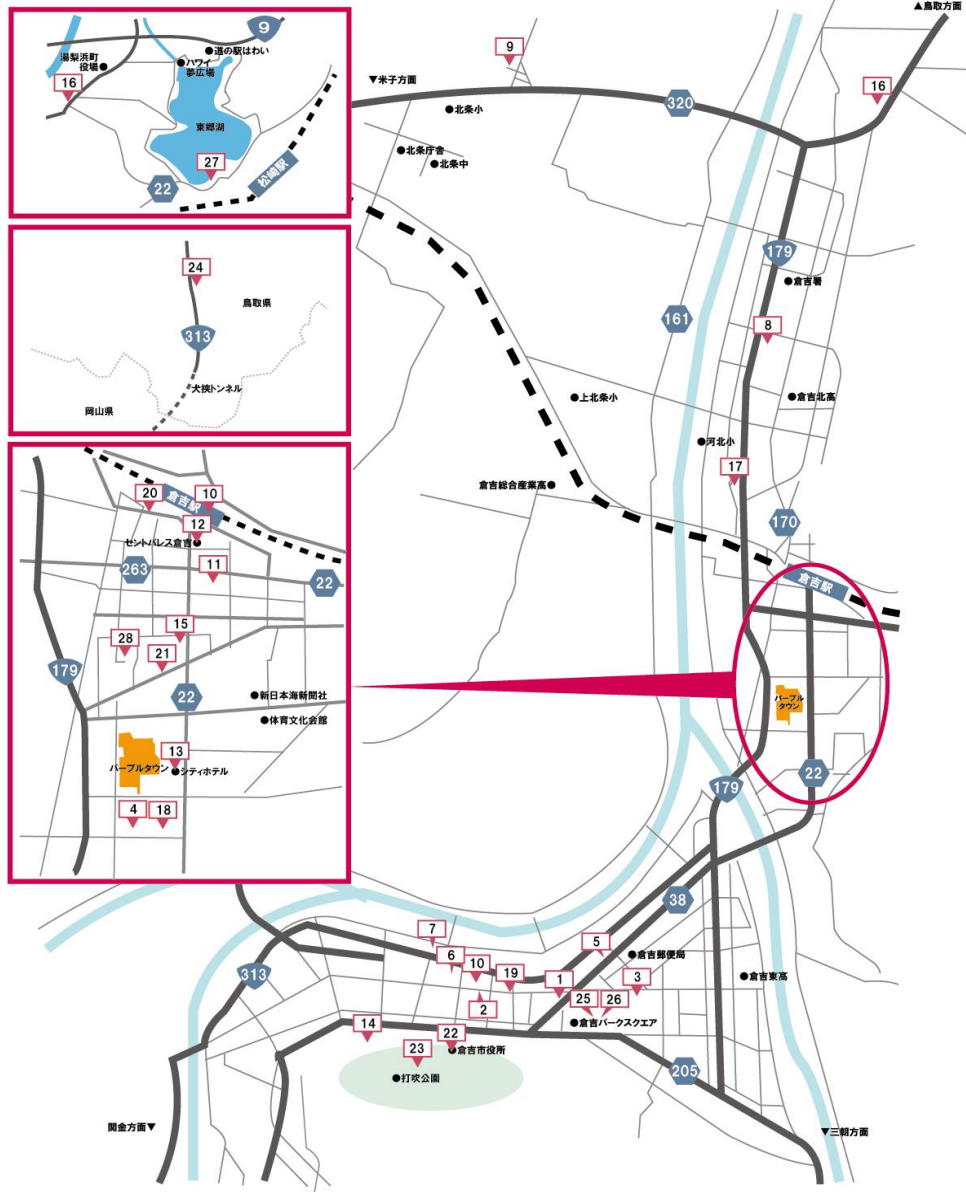 9
道の駅はわい
湯梨浜町
役場
ハワイ
夢広場
16
東郷湖
27
松崎駅
22
24
鳥取県
313
犬挾トンネル
岡山県
20
倉吉駅
10
12
セントパレス倉吉
263
11
22
15
28
21
179
22
新日本海新聞社
体育文化会館
13
パープルタウン
シティホテル
4
18
▲鳥取方面
9
▼米子方面
16
320
北条小
北条庁舎
北条中
179
倉吉署
161
8
上北条小
倉吉北高
河北小
17
倉吉総合産業高
170
倉吉駅
パープル
タウン
22
179
38
7
5
6
倉吉郵便局
10
313
19
1
3
倉吉東高
2
25
26
14
22
倉吉パークスクエア
23
倉吉市役所
205
打吹公園
関金方面▼
▼三朝方面